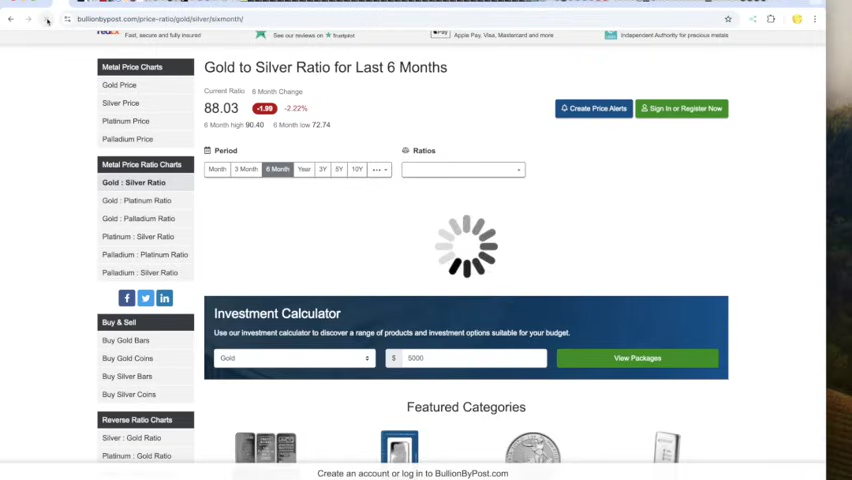 bullionbypost.com/price-ratio/gold/silver/sixmonth/
FedEx
Fast, secure and fully insured
See our reviews on Trustpilot
Pay
Apple Pay, Visa, Mastercard and more
Independent Authority for precious metals
Metal Price Charts
Gold Price
Silver Price
Platinum Price
Palladium Price
Metal Price Ratio Charts
Gold : Silver Ratio
Gold : Platinum Ratio
Gold : Palladium Ratio
Platinum : Silver Ratio
Palladium : Platinum Ratio
Palladium : Silver Ratio
Buy & Sell
Buy Gold Bars
Buy Gold Coins
Buy Silver Bars
Buy Silver Coins
Reverse Ratio Charts
Silver : Gold Ratio
Platinum : Gold Ratio
Gold to Silver Ratio for Last 6 Months
Current Ratio 6 Month Change
88.03 -1.99 -2.22%
6 Month high 90.40 6 Month low 72.74
Create Price Alerts
Sign In or Register Now
Period
Ratios
Month 3 Month 6 Month Year 3Y 5Y 10Y ...
Investment Calculator
Use our investment calculator to discover a range of products and investment options suitable for your budget.
Gold
$ 5000
View Packages
Featured Categories
Create an account or log in to BullionByPost.com